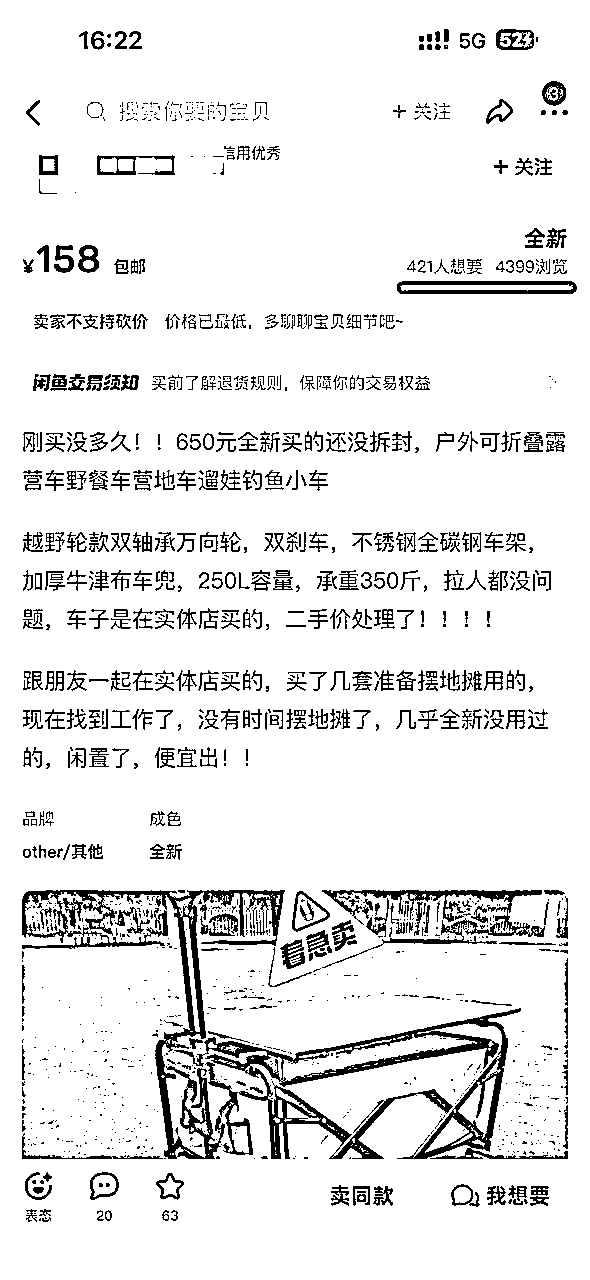 16:22 5G 52
搜索你要的宝贝 + 关注 3
信用优秀 + 关注
全新
¥158 包邮 421人想要 4399浏览
卖家不支持砍价 价格已最低，多聊聊宝贝细节吧~
闲鱼交易须知 买前了解退货规则，保障你的交易权益
刚买没多久！！650元全新买的还没拆封，户外可折叠露
营车野餐车营地车遛娃钓鱼小车
越野轮款双轴承万向轮，双刹车，不锈钢全碳钢车架，
加厚牛津布车兜，250L容量，承重350斤，拉人都没问
题，车子是在实体店买的，二手价处理了！！！！
跟朋友一起在实体店买的，买了几套准备摆地摊用的，
现在找到工作了，没有时间摆地摊了，几乎全新没用过
的，闲置了，便宜出！！
品牌 成色
other/其他 全新
着急卖
表态 20 63 卖同款 我想要